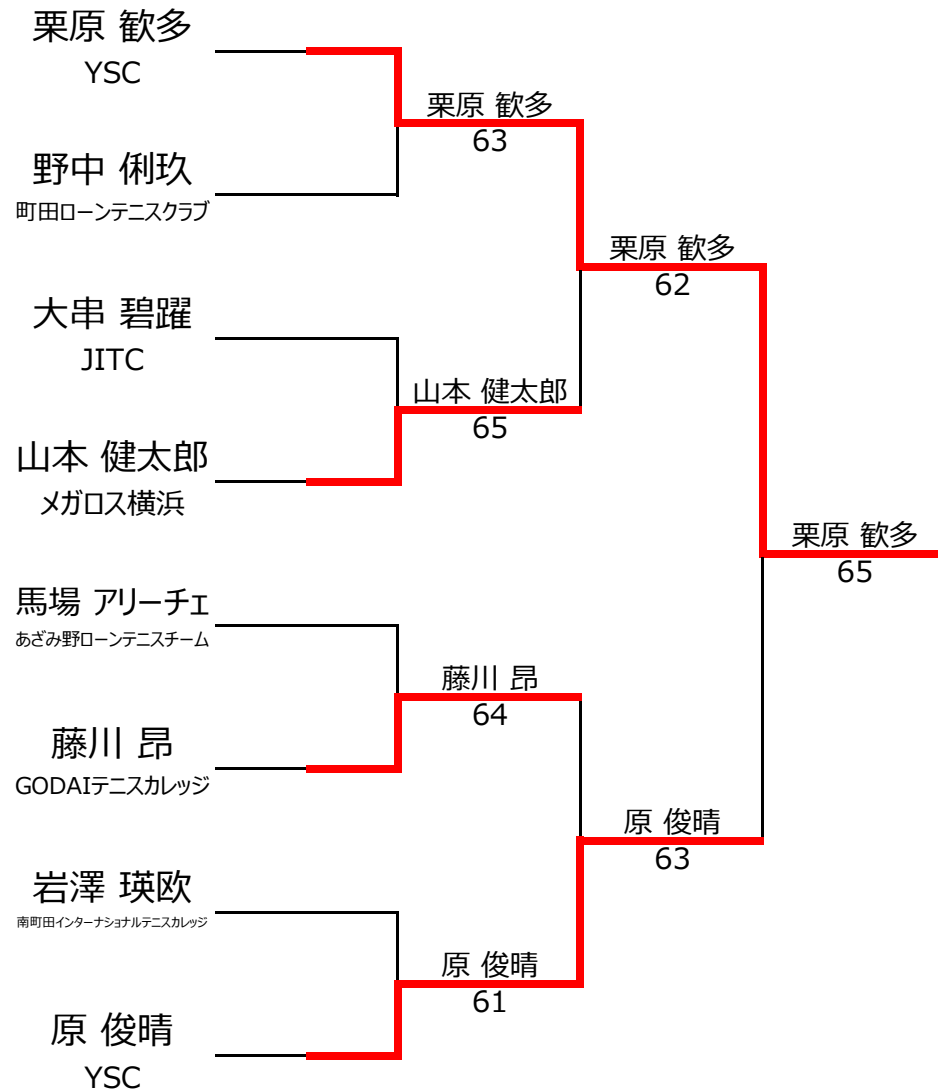 栗原 歓多
YSC
野中 俐玖
町田ローンテニスクラブ
大串 碧躍
JITC
山本 健太郎
メガロス横浜
馬場 アリーチェ
あざみ野ローンテニスチーム
藤川 昂
GODAIテニスカレッジ
岩澤 瑛欧
南町田インターナショナルテニスカレッジ
原 俊晴
YSC
栗原 歓多
63
山本 健太郎
65
藤川 昂
64
原 俊晴
61
栗原 歓多
62
原 俊晴
63
栗原 歓多
65